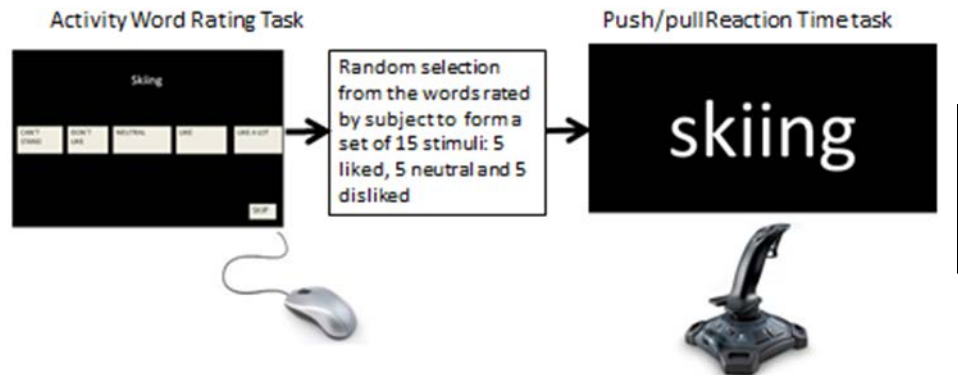 Activity Word Rating Task
Push/pull Reaction Time task
Skiing
CAN'T
STAND
DON'T
LIKE
NEUTRAL
LIKE
LIKE A LOT
SKIP
Random selection
from the words rated
by subject to form a
set of 15 stimuli: 5
liked, 5 neutral and 5
disliked
skiing